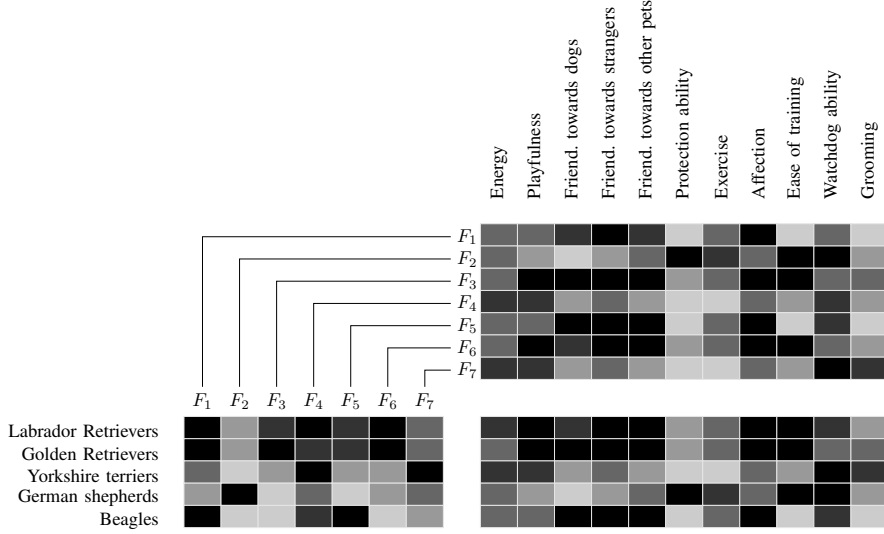 Energy
Playfulness
Friend. towards dogs
Friend. towards strangers
Friend. towards other pets
Protection ability
Exercise
Affection
Ease of training
Watchdog ability
Grooming
F1
F2
F3
F4
F5
F6
F7
F1 F2 F3 F4 F5 F6 F7
Labrador Retrievers
Golden Retrievers
Yorkshire terriers
German shepherds
Beagles